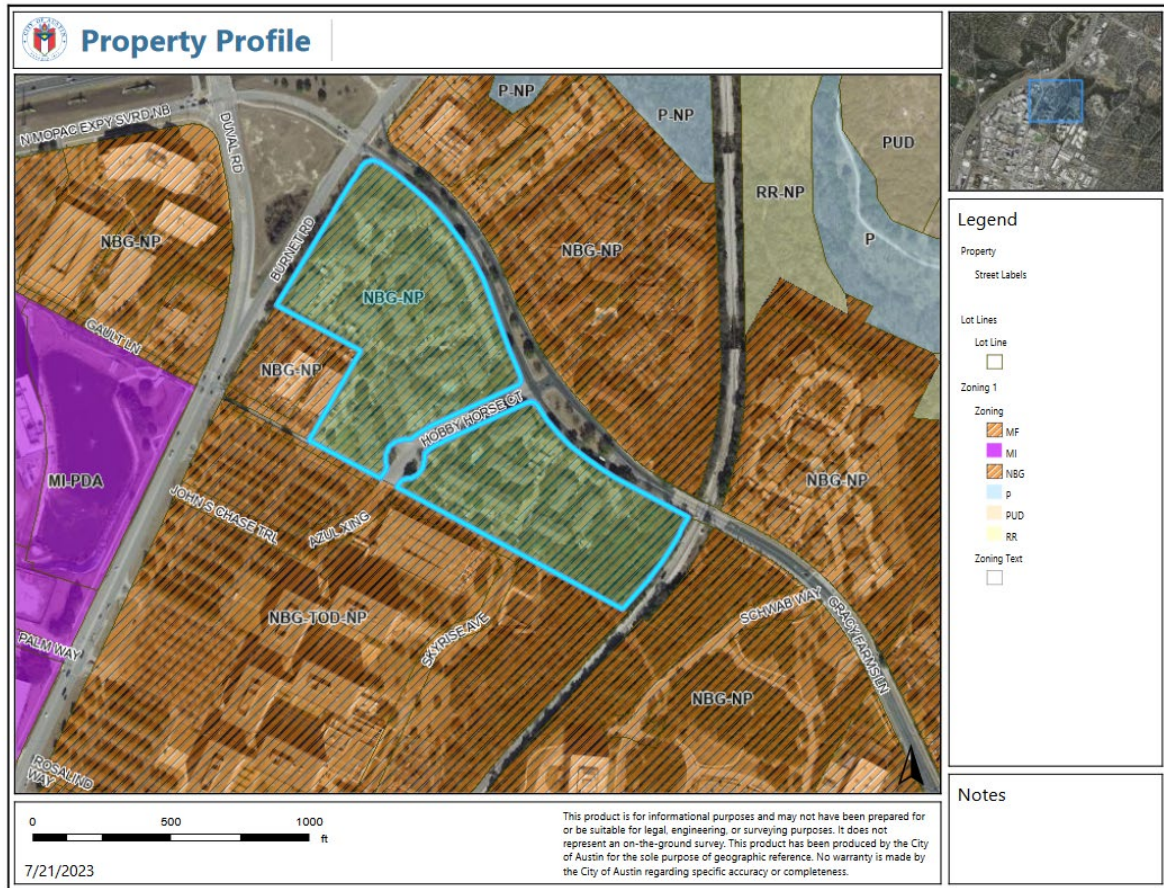 CITY OF AUSTIN
Property Profile
N MOPAC EXPY SVRD NB
DUVAL RD
BURNET RD
P-NP
P-NP
PUD
RR-NP
P
NBG-NP
NBG-NP
NBG-NP
GAULT LN
NBG-NP
HOBBY HORSE CT
MI-PDA
NBG-NP
JOHN S CHASE TRL
AZUL XING
NBG-TOD-NP
SKYRISE AVE
SCHWAB WAY
GRACY FARMS LN
PALM WAY
NBG-NP
ROSALIND
WAY
Legend
Property
Street Labels
Lot Lines
Lot Line
Zoning 1
Zoning
MF
MI
NBG
P
PUD
RR
Zoning Text
Notes
0 500 1000
ft
7/21/2023
This product is for informational purposes and may not have been prepared for
or be suitable for legal, engineering, or surveying purposes. It does not
represent an on-the-ground survey. This product has been produced by the City
of Austin for the sole purpose of geographic reference. No warranty is made by
the City of Austin regarding specific accuracy or completeness.